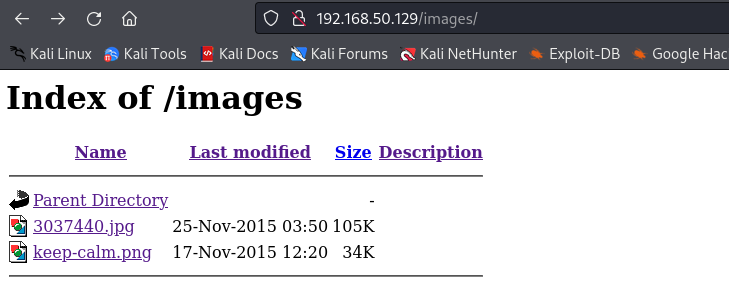 192.168.50.129/images/
Kali Linux Kali Tools Kali Docs Kali Forums Kali NetHunter Exploit-DB Google Hac
Index of /images
Name Last modified Size Description
Parent Directory -
3037440.jpg 25-Nov-2015 03:50 105K
keep-calm.png 17-Nov-2015 12:20 34K